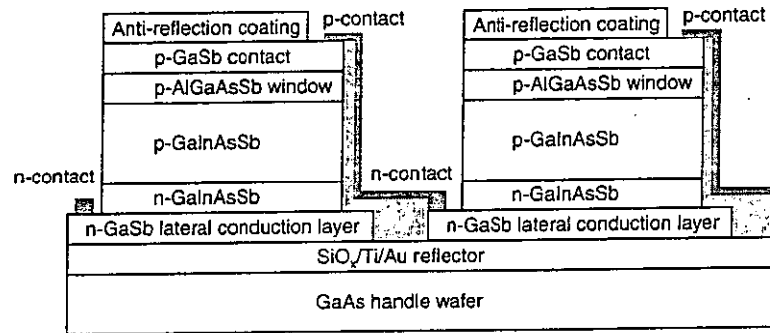 Anti-reflection coating
p-contact
p-GaSb contact
p-AlGaAsSb window
p-GaInAsSb
n-contact
n-GaInAsSb
n-GaSb lateral conduction layer
Anti-reflection coating
p-contact
p-GaSb contact
p-AlGaAsSb window
p-GaInAsSb
n-contact
n-GaInAsSb
n-GaSb lateral conduction layer
SiOx/Ti/Au reflector
GaAs handle wafer